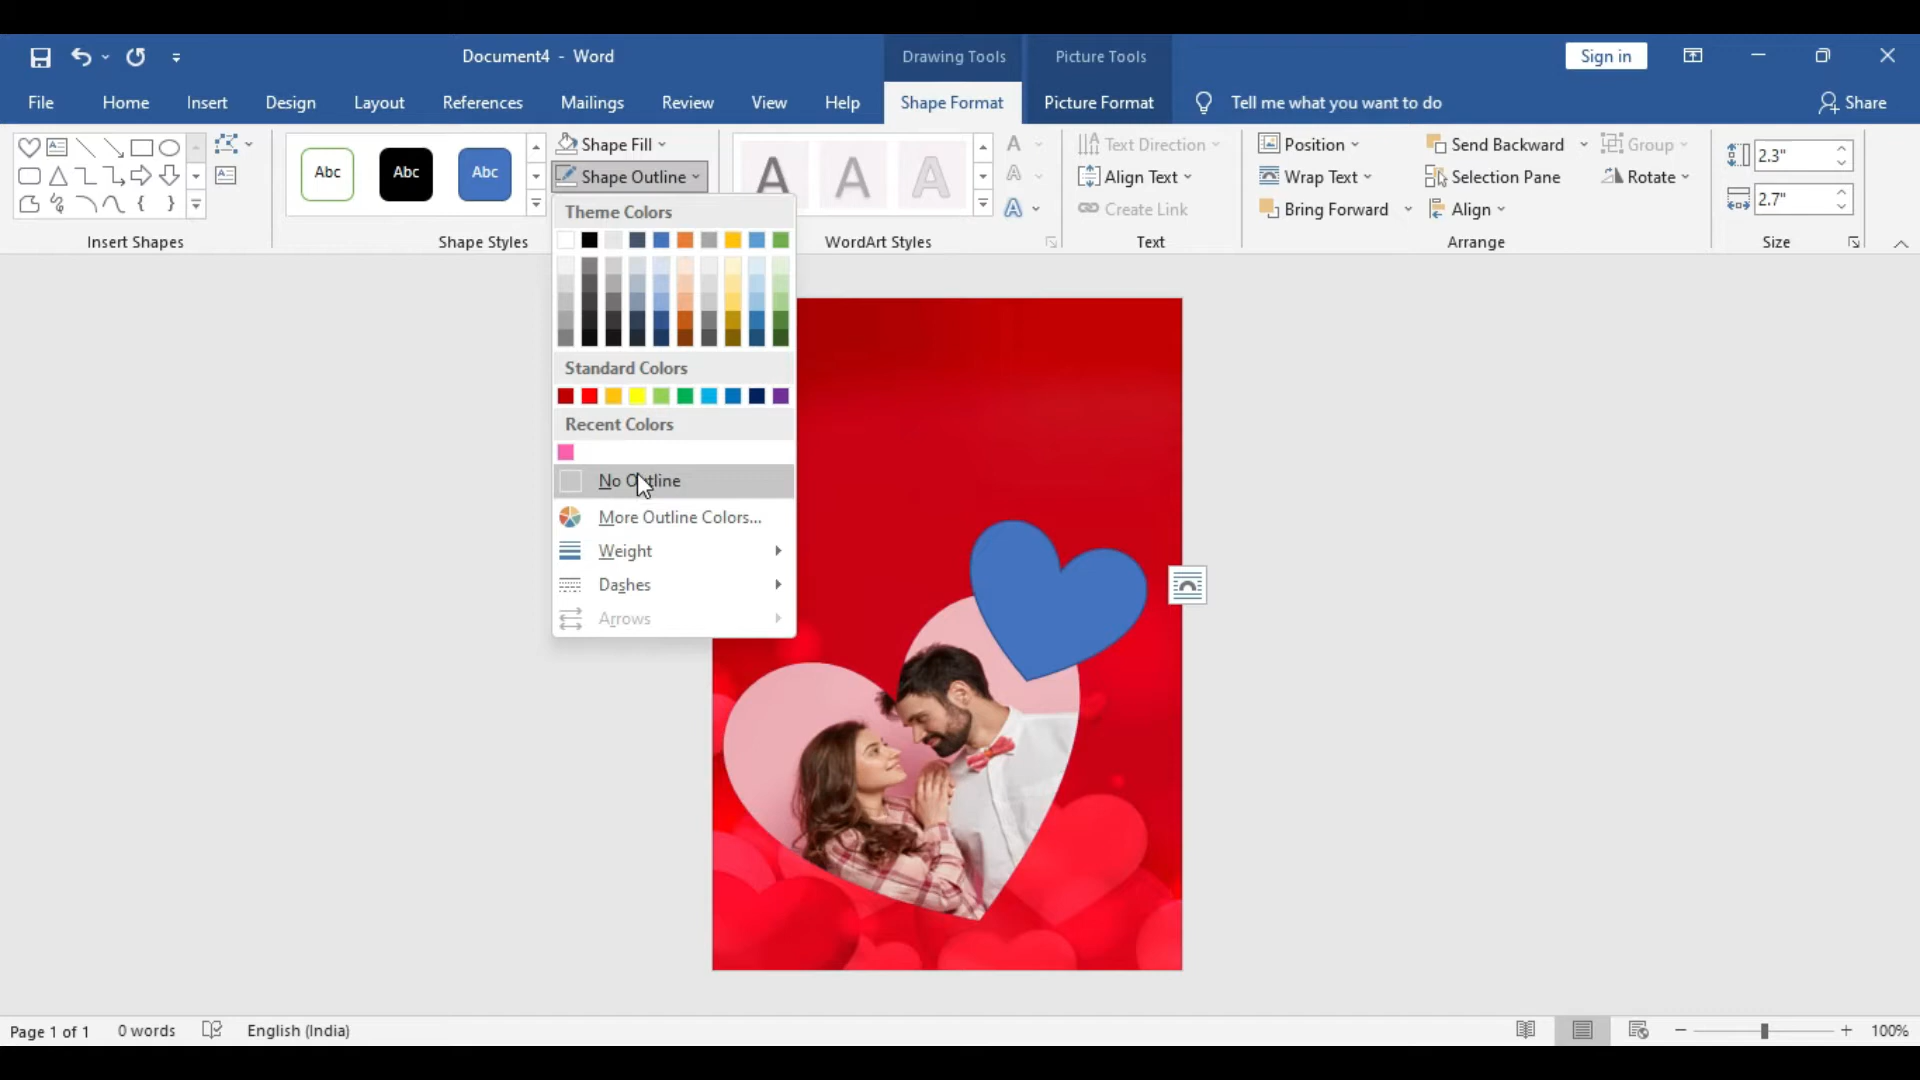 Document4 - Word
Drawing Tools
Picture Tools
Sign in
File
Home
Insert
Design
Layout
References
Mailings
Review
View
Help
Shape Format
Picture Format
Tell me what you want to do
Share
Abc
Abc
Abc
Shape Fill
Shape Outline
A
A
A
A
A
A
Text Direction
Align Text
Create Link
Position
Wrap Text
Bring Forward
Send Backward
Selection Pane
Align
Group
Rotate
2.3"
2.7"
Insert Shapes
Shape Styles
WordArt Styles
Text
Arrange
Size
Theme Colors
Standard Colors
Recent Colors
No Outline
More Outline Colors...
Weight
Dashes
Arrows
Page 1 of 1
0 words
English (India)
100%